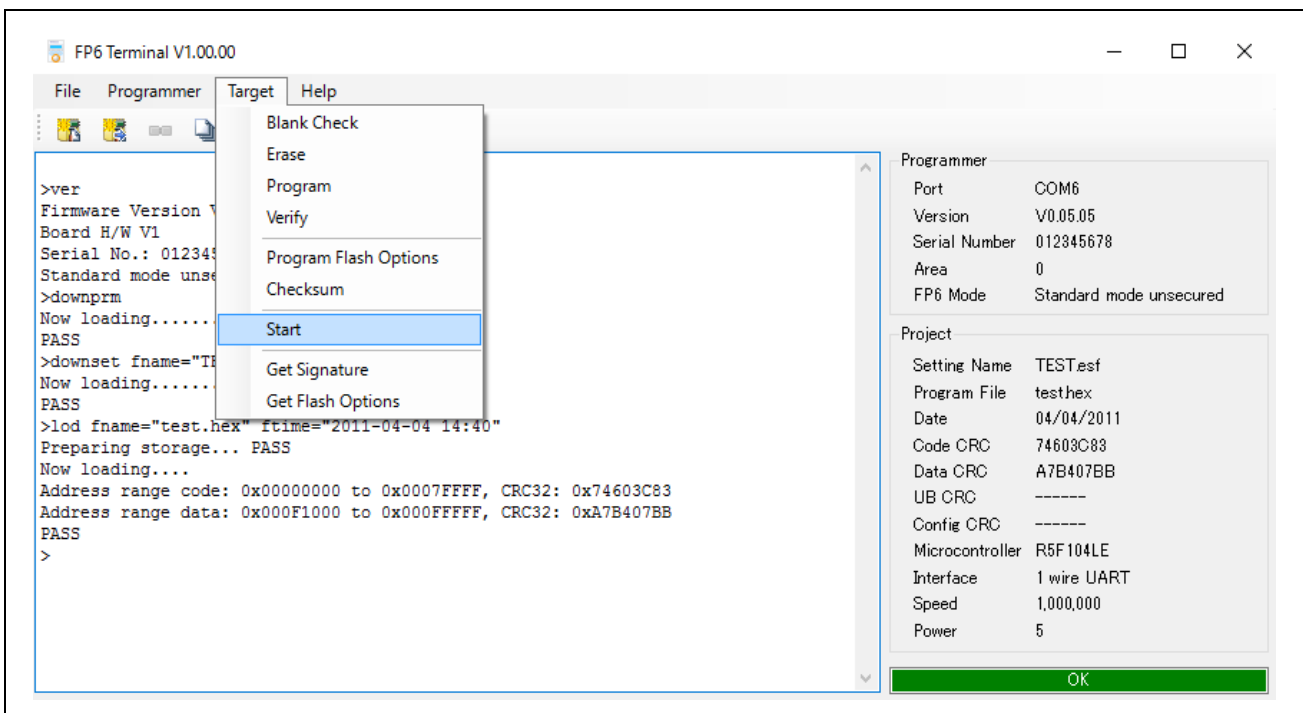 FP6 Terminal V1.00.00
File Programmer Target Help
Blank Check
Erase
Program
Verify
Program Flash Options
Checksum
Start
Get Signature
Get Flash Options
>ver
Firmware Version
Board H/W V1
Serial No.: 012345
Standard mode unse
>downprm
Now loading.......
PASS
>downset fname="TE
Now loading.......
PASS
>lod fname="test.hex" ftime="2011-04-04 14:40"
Preparing storage... PASS
Now loading....
Address range code: 0x00000000 to 0x0007FFFF, CRC32: 0x74603C83
Address range data: 0x000F1000 to 0x000FFFFF, CRC32: 0xA7B407BB
PASS
>
Programmer
Port COM6
Version V0.05.05
Serial Number 012345678
Area 0
FP6 Mode Standard mode unsecured
Project
Setting Name TEST.esf
Program File test.hex
Date 04/04/2011
Code CRC 74603C83
Data CRC A7B407BB
UB CRC ------
Config CRC ------
Microcontroller R5F104LE
Interface 1 wire UART
Speed 1,000,000
Power 5
OK